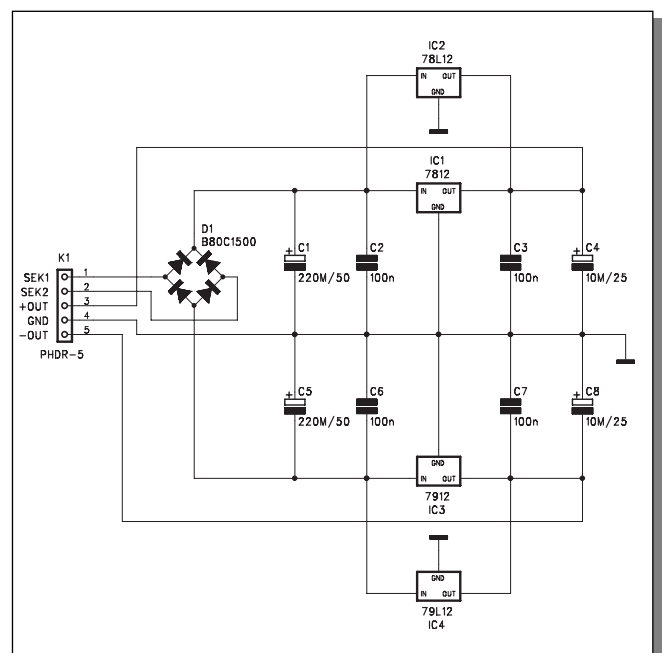 IC2
78L12
IN OUT
GND
IC1
7812
IN OUT
GND
D1
B80C1500
K1
SEK1 1
SEK2 2
+OUT 3
GND 4
-OUT 5
PHDR-5
+ C1
220M/50
C2
100n
C3
100n
+ C4
10M/25
+ C5
220M/50
C6
100n
C7
100n
+ C8
10M/25
GND
IN OUT
7912
IC3
GND
IN OUT
79L12
IC4